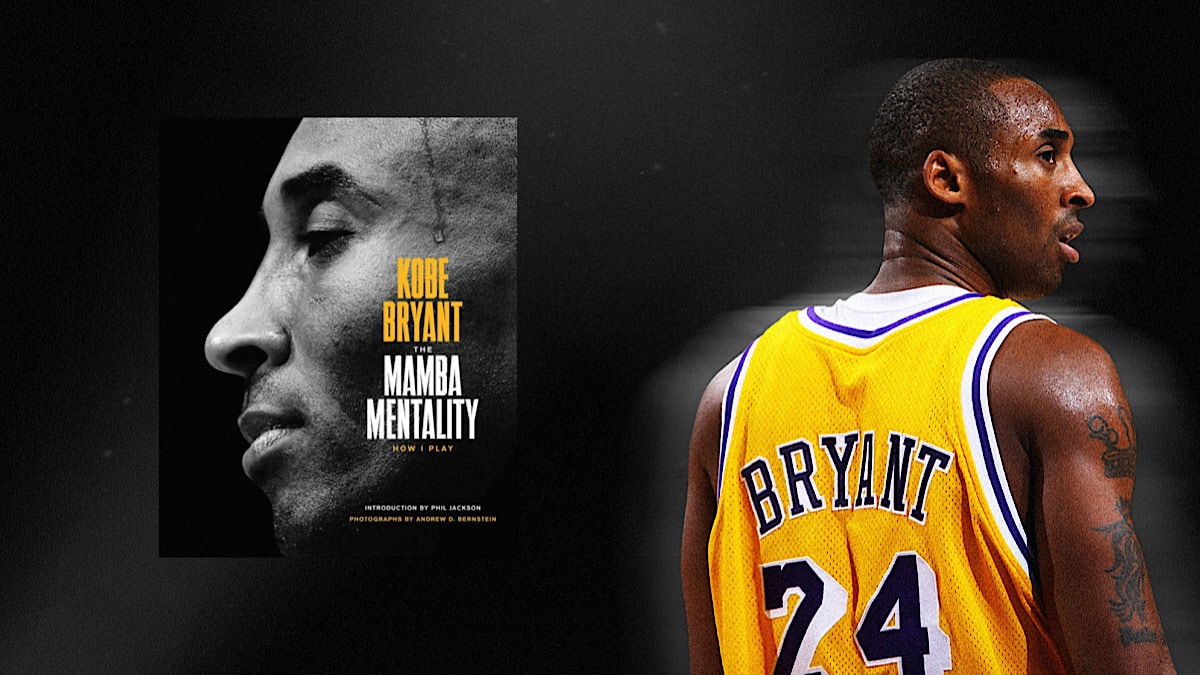 KOBE
BRYANT
THE
MAMBA
MENTALITY
HOW I PLAY
INTRODUCTION BY PHIL JACKSON
PHOTOGRAPHS BY ANDREW D. BERNSTEIN
BRYANT
24